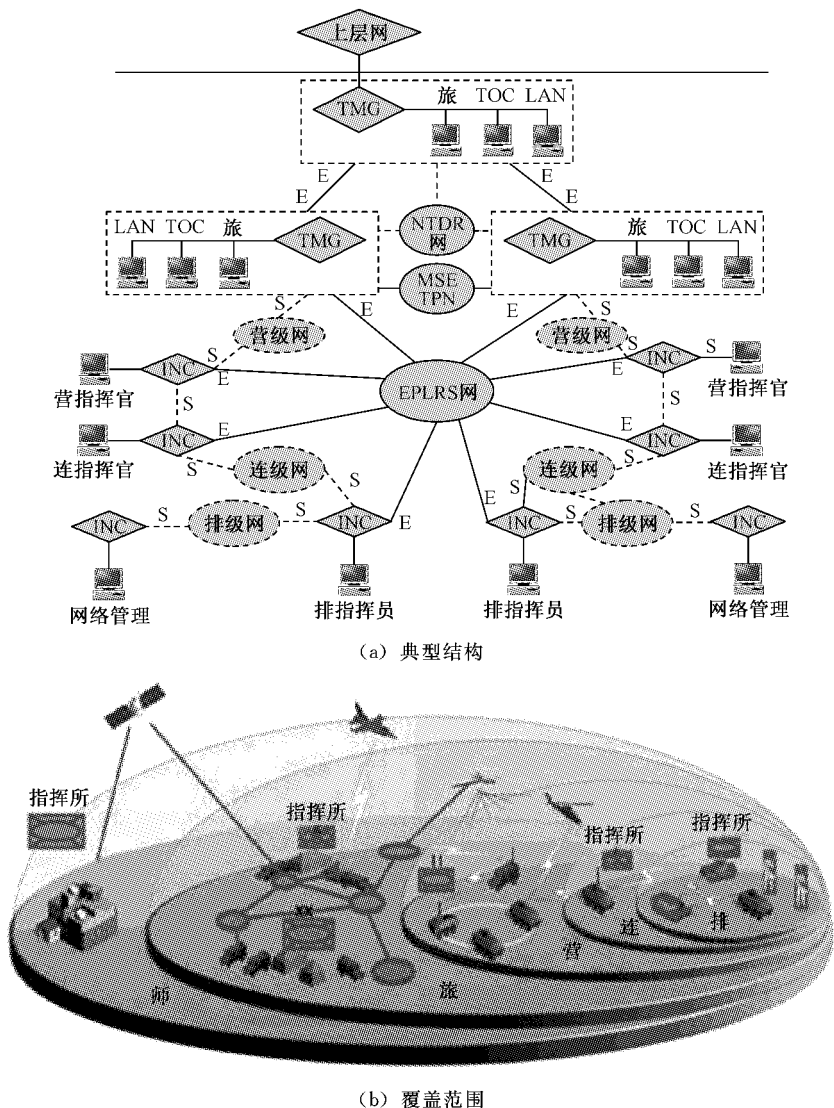 上层网
TMG 旅 TOC LAN
E E
E E
LAN TOC 旅 TMG
NTDR网
TMG 旅 TOC LAN
MSE TPN
S E E S
营级网 营级网
S S
INC E E INC S
营指挥官 EPLRS网 营指挥官
S S
INC E E INC
连指挥官 连指挥官
S 连级网 S
S 连级网 S
INC S 排级网 S INC E
E INC S 排级网 S INC
网络管理 排指挥员 排指挥员 网络管理
(a) 典型结构
指挥所
指挥所
指挥所
指挥所
XX
师 旅 营 连 排
(b) 覆盖范围